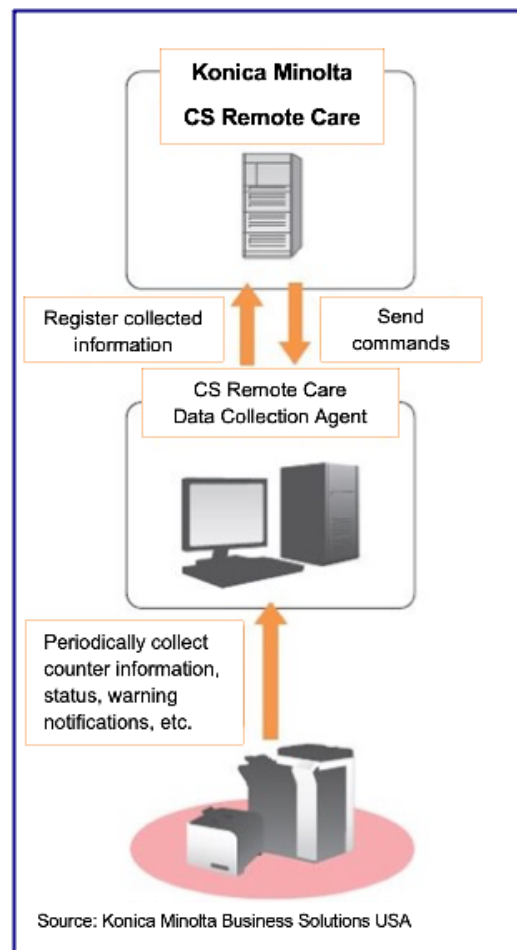 Konica Minolta
CS Remote Care
Register collected
information
Send
commands
CS Remote Care
Data Collection Agent
Periodically collect
counter information,
status, warning
notifications, etc.
Source: Konica Minolta Business Solutions USA